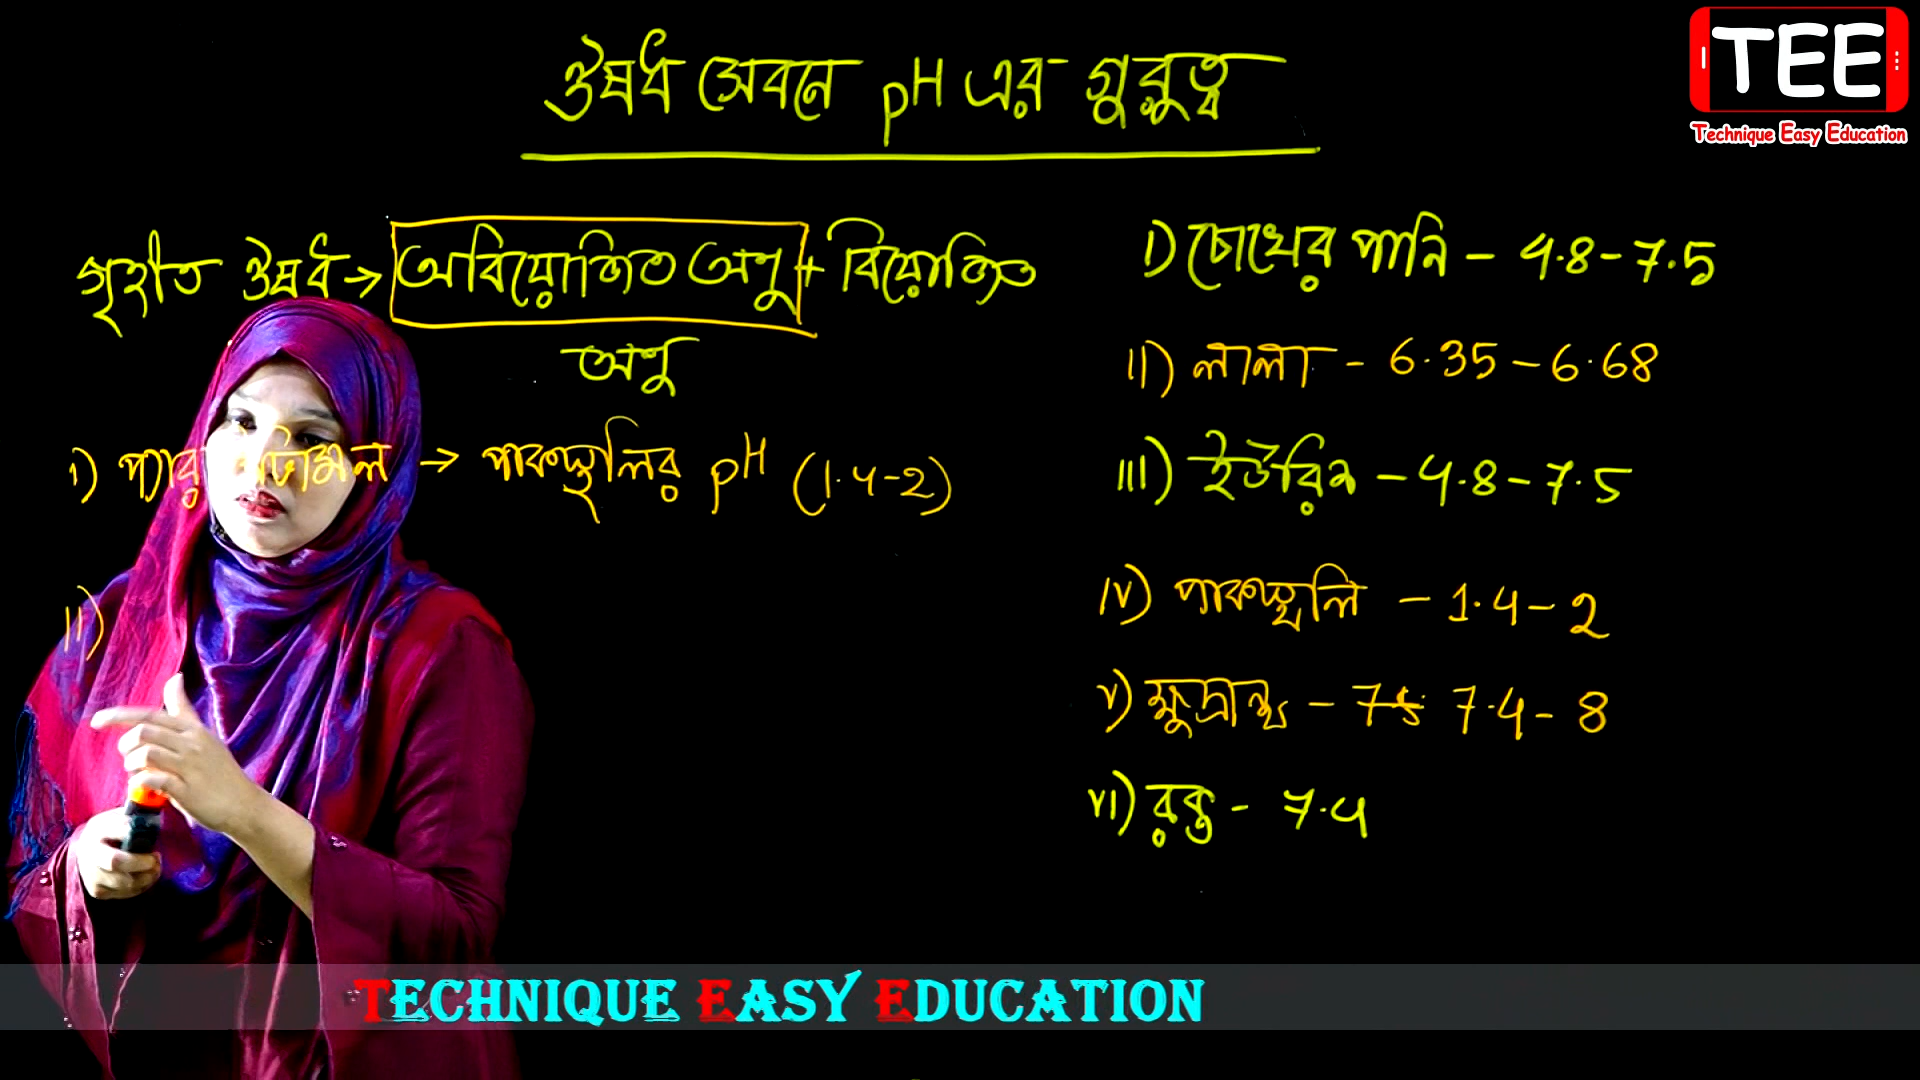 TEE
Technique Easy Education
ঔষধ সেবনে pH এর গুরুত্ব
গৃহীত ঔষধ → অবিয়োজিত অণু + বিয়োজিত
অণু
i) প্যারাসিটামল → পাকস্থলির pH (1.4-2)
ii)
i) চোখের পানি - 4.8 - 7.5
ii) লালা - 6.35 - 6.68
iii) ইউরিন - 4.8 - 7.5
iv) পাকস্থলি - 1.4 - 2
v) ক্ষুদ্রান্ত্র - 7.4 - 8
vi) রক্ত - 7.4
TECHNIQUE EASY EDUCATION